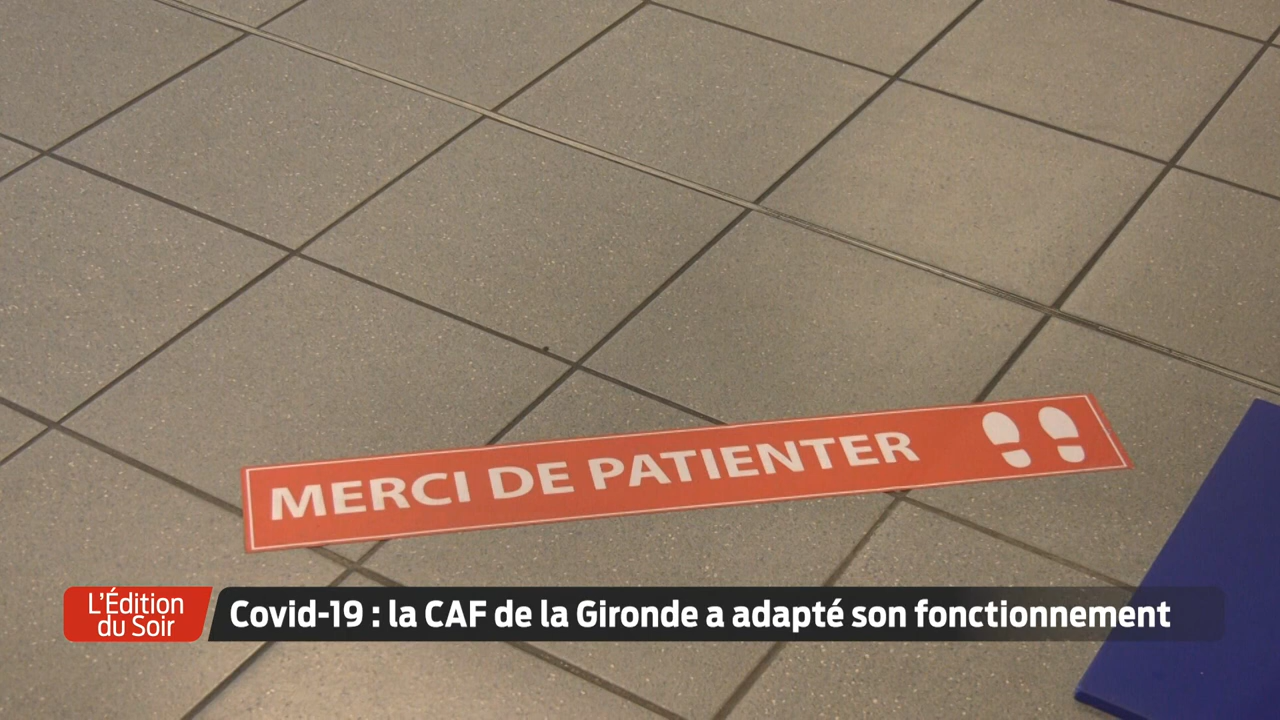 MERCI DE PATIENTER
L'Édition
du Soir
Covid-19 : la CAF de la Gironde a adapté son fonctionnement